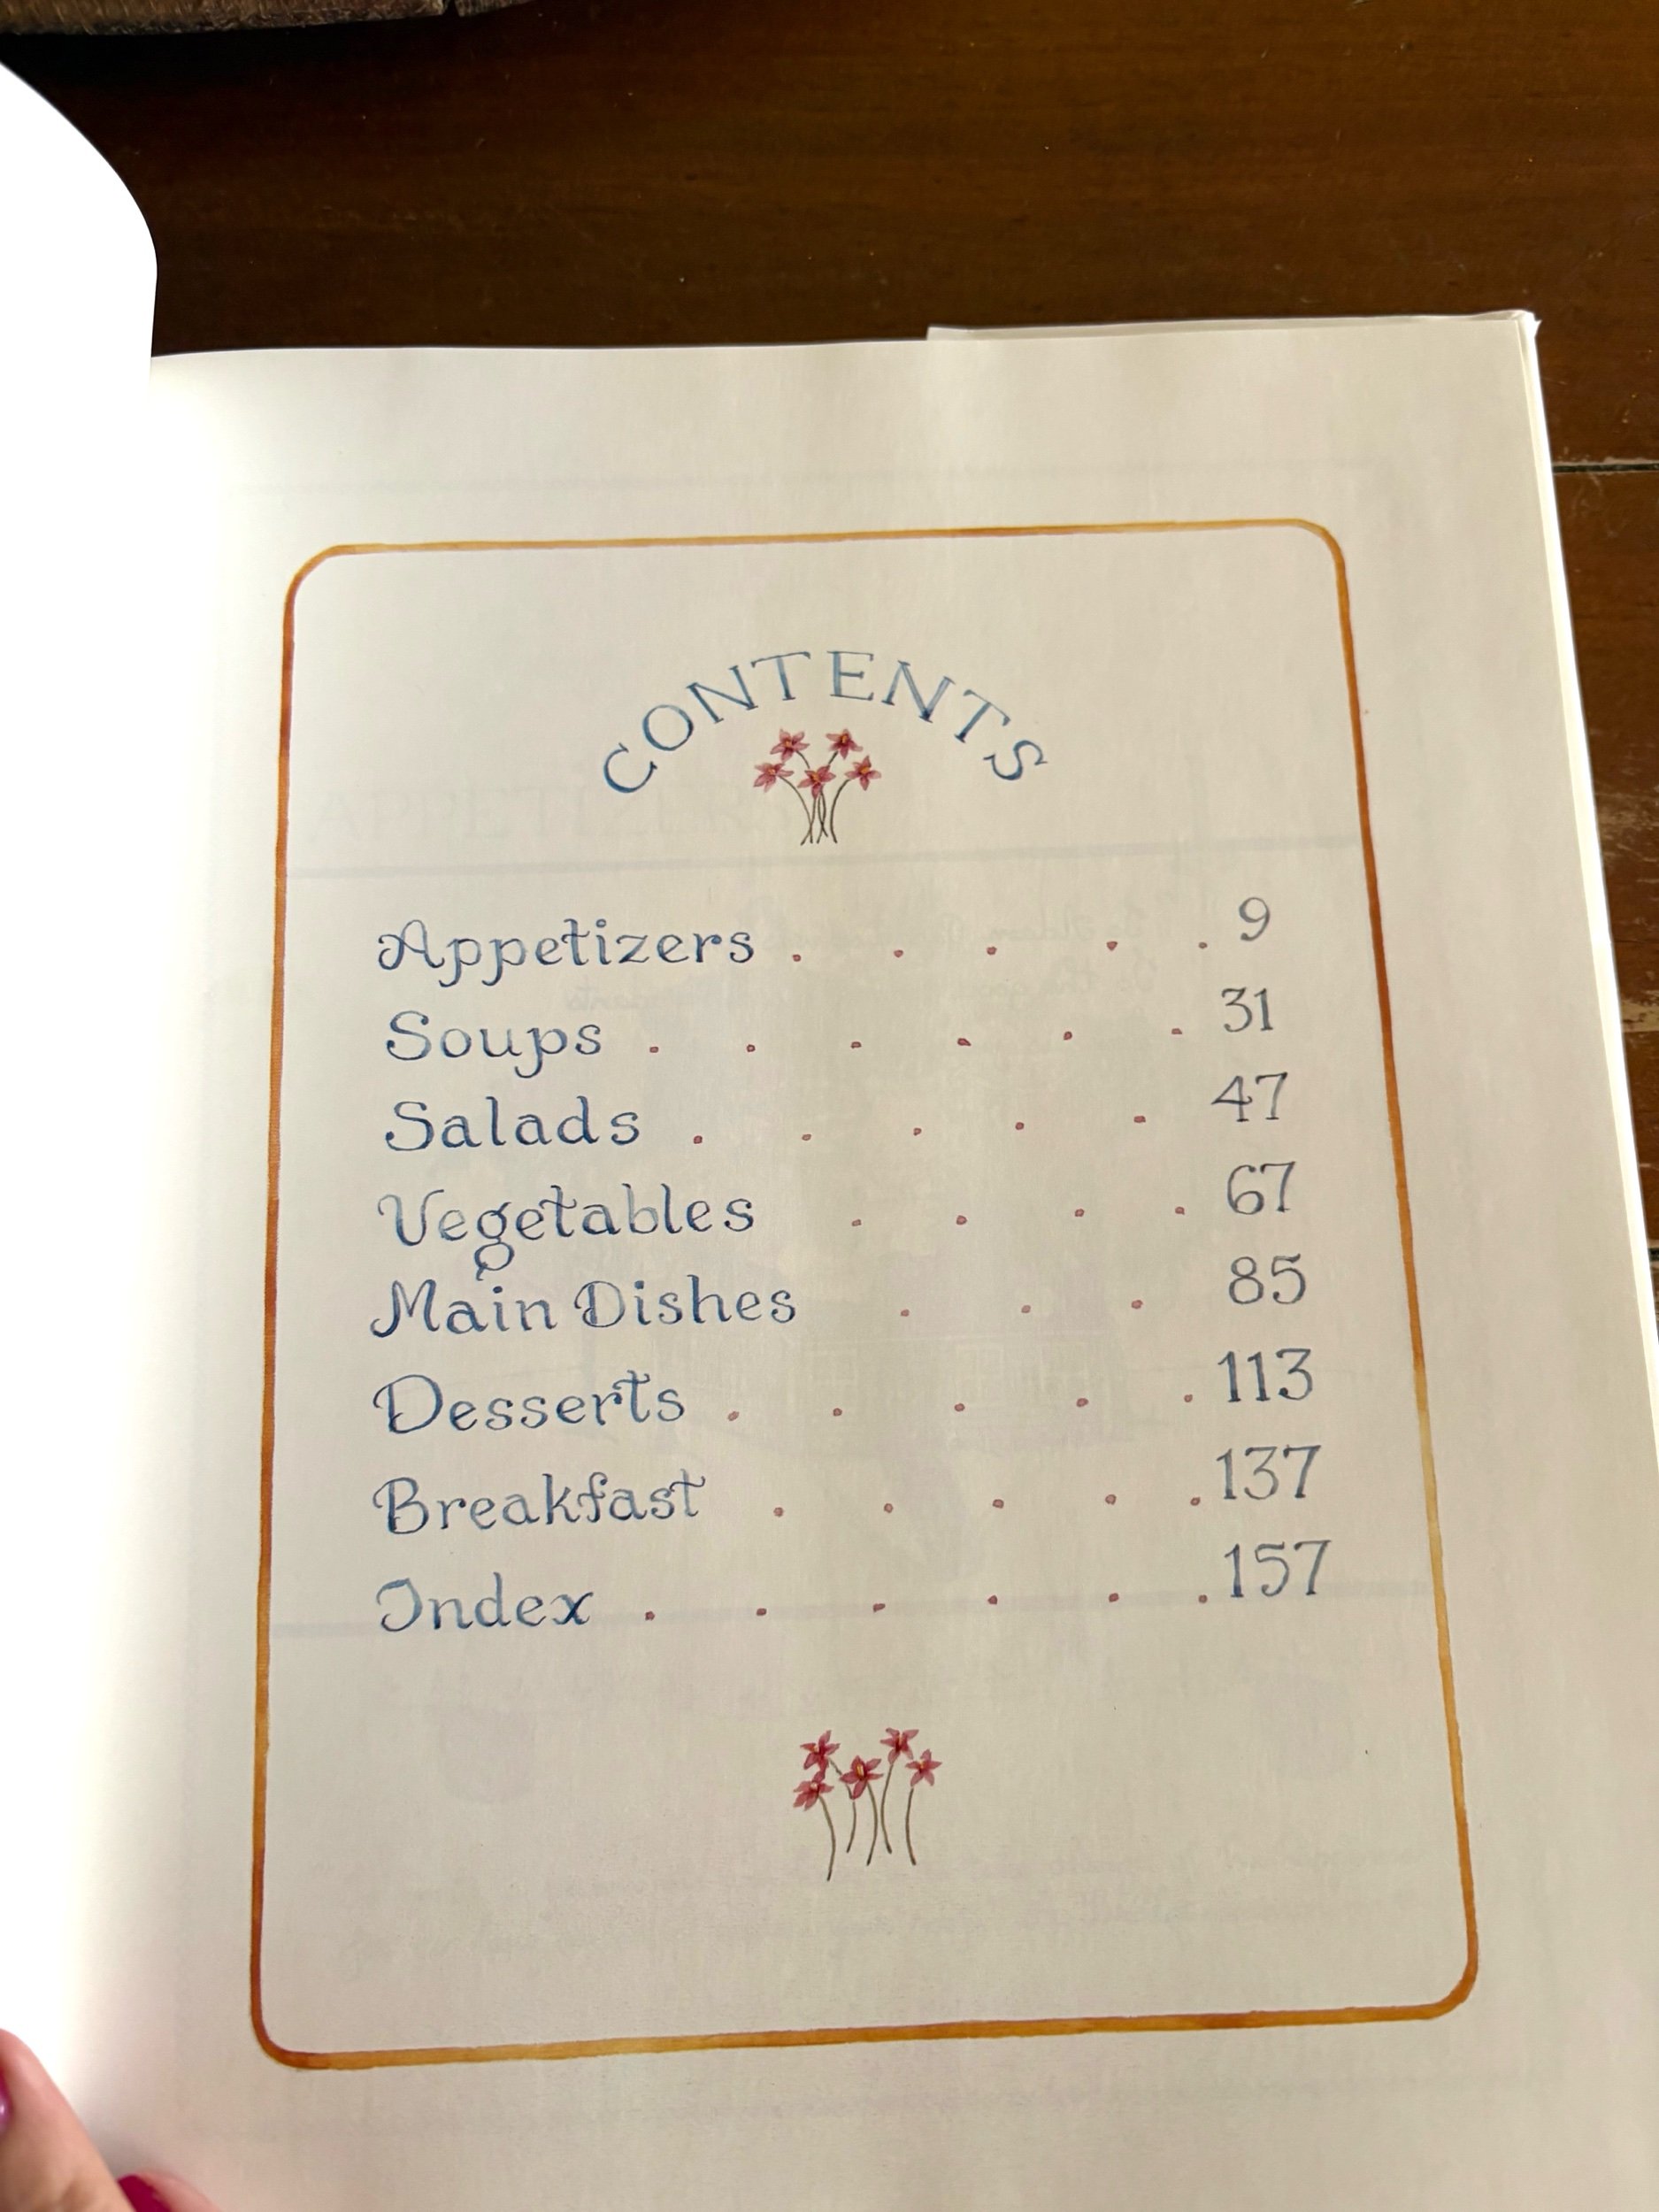 CONTENTS
Appetizers . . . . . 9
Soups . . . . . . 31
Salads . . . . . 47
Vegetables . . . . 67
Main Dishes . . . 85
Desserts . . . . . 113
Breakfast . . . . . 137
Index . . . . . . 157